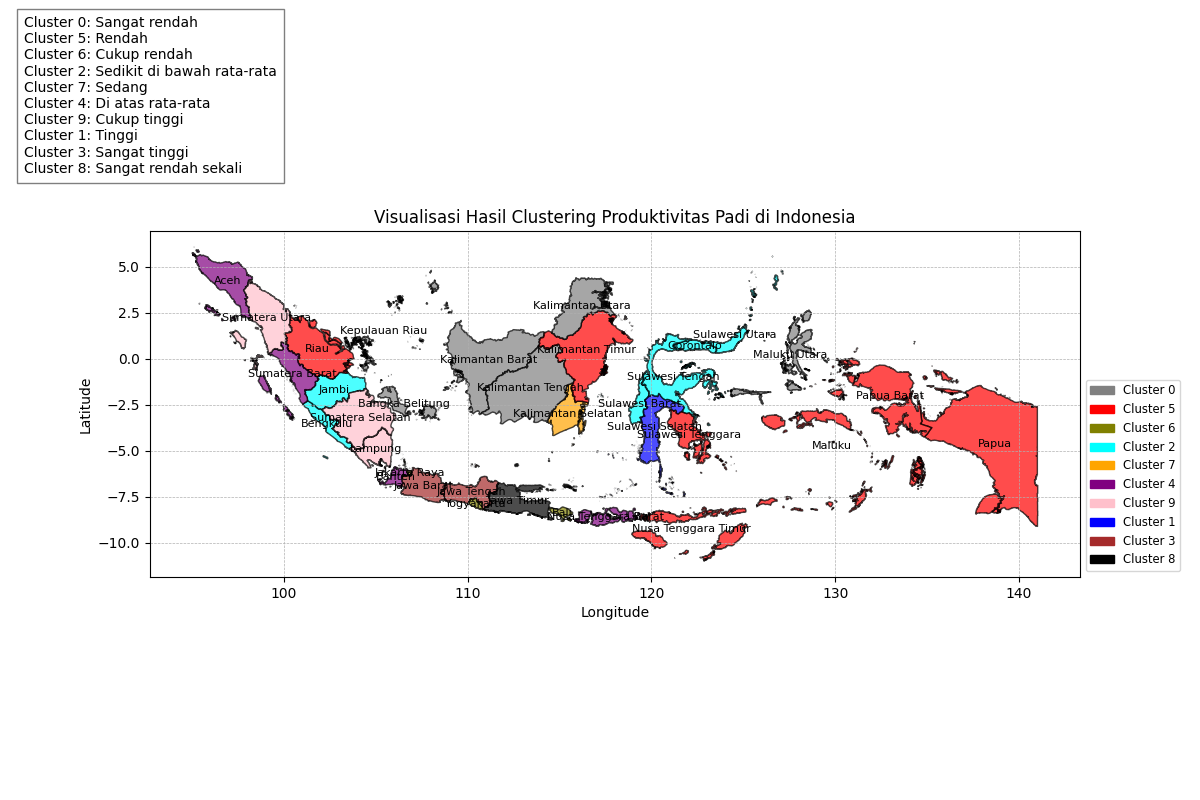 Cluster 0: Sangat rendah
Cluster 5: Rendah
Cluster 6: Cukup rendah
Cluster 2: Sedikit di bawah rata-rata
Cluster 7: Sedang
Cluster 4: Di atas rata-rata
Cluster 9: Cukup tinggi
Cluster 1: Tinggi
Cluster 3: Sangat tinggi
Cluster 8: Sangat rendah sekali
Visualisasi Hasil Clustering Produktivitas Padi di Indonesia
Latitude
5.0
2.5
0.0
−2.5
−5.0
−7.5
−10.0
Aceh
Sumatera Utara
Riau
Kepulauan Riau
Sumatera Barat
Jambi
Bangka Belitung
Sumatera Selatan
Bengkulu
Lampung
Jakarta Raya
Banten
Jawa Barat
Jawa Tengah
Yogyakarta
Jawa Timur
Bali
Nusa Tenggara Barat
Nusa Tenggara Timur
Kalimantan Utara
Kalimantan Timur
Kalimantan Barat
Kalimantan Tengah
Kalimantan Selatan
Sulawesi Utara
Gorontalo
Sulawesi Tengah
Sulawesi Barat
Sulawesi Selatan
Sulawesi Tenggara
Maluku Utara
Maluku
Papua Barat
Papua
100
110
120
130
140
Longitude
Cluster 0
Cluster 5
Cluster 6
Cluster 2
Cluster 7
Cluster 4
Cluster 9
Cluster 1
Cluster 3
Cluster 8